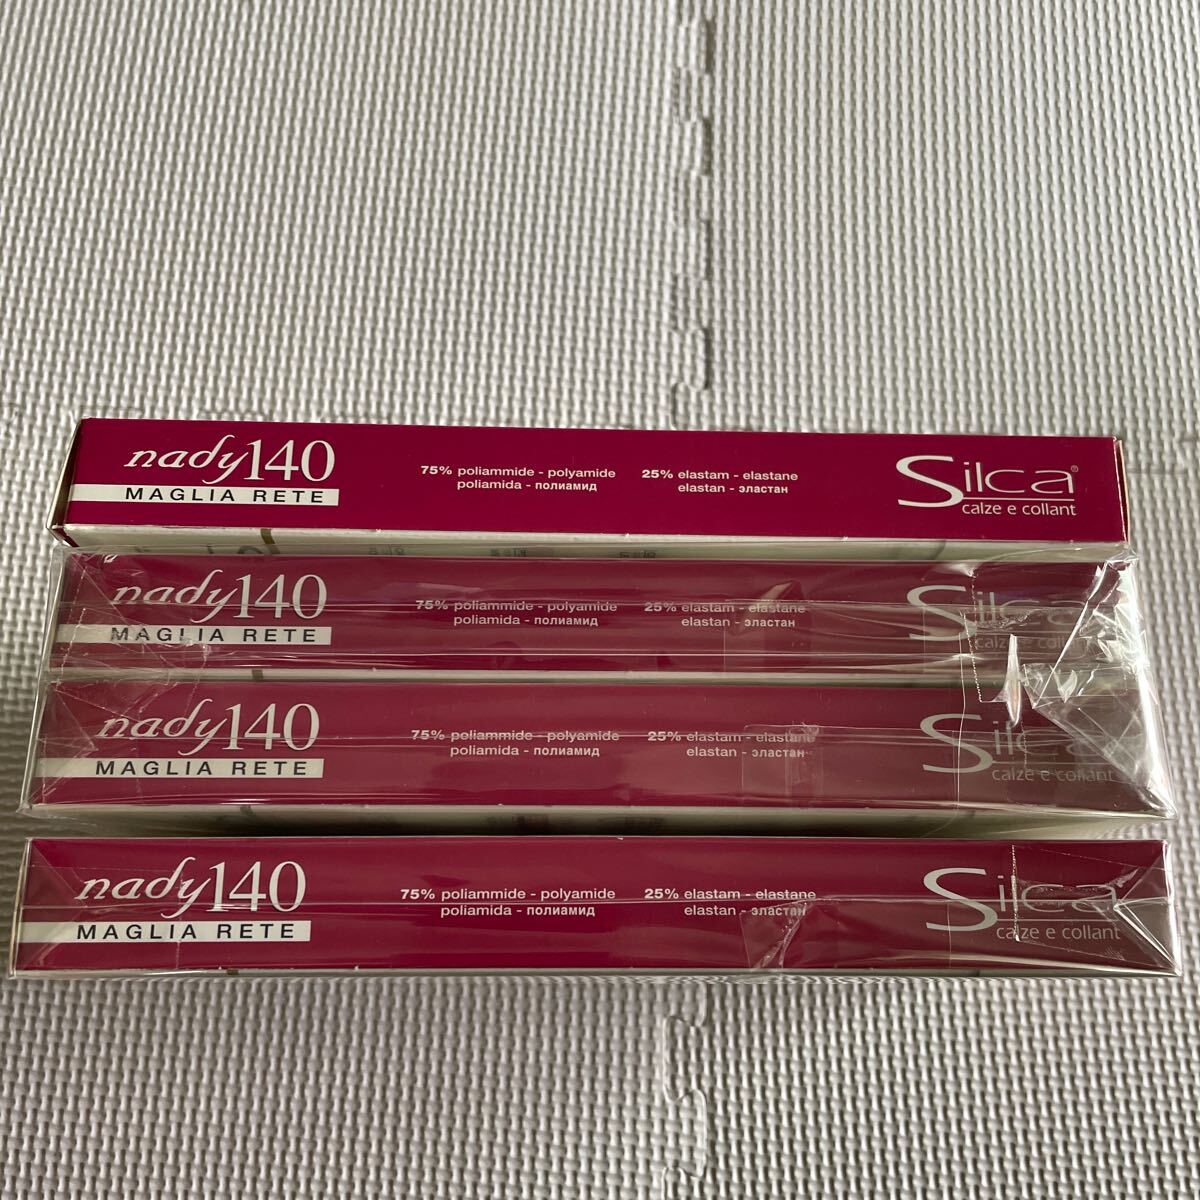 nady140
MAGLIA RETE
75% poliammide - polyamide
poliamida - полиамид
25% elastam - elastane
elastan - эластан
Silca®
calze e collant
nady140
MAGLIA RETE
75% poliammide - polyamide
poliamida - полиамид
25% elastam - elastane
elastan - эластан
Silca
calze e collant
nady140
MAGLIA RETE
75% poliammide - polyamide
poliamida - полиамид
25% elastam - elastane
elastan - эластан
Silca
calze e collant
nady140
MAGLIA RETE
75% poliammide - polyamide
poliamida - полиамид
25% elastam - elastane
elastan - эластан
Silca
calze e collant